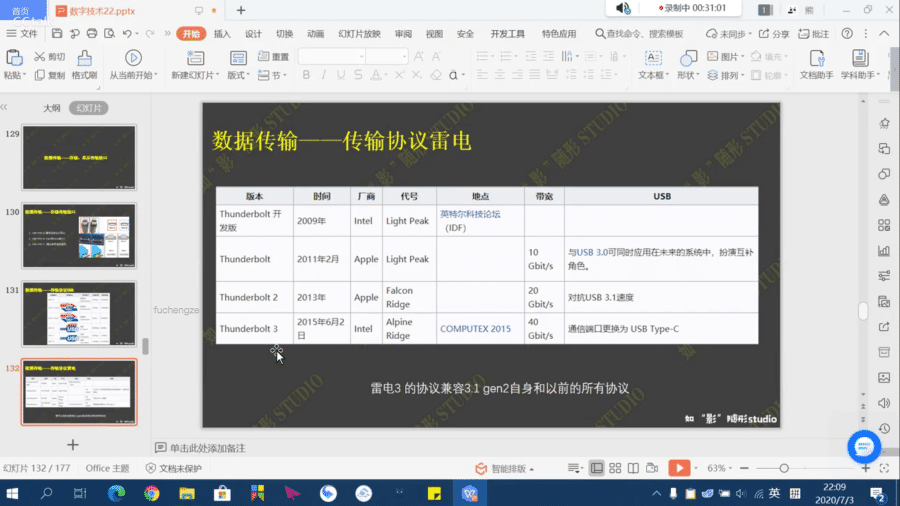 首页
CCtalk
数字技术22.pptx
录制中 00:31:01
1
熊
文件
开始
插入
设计
切换
动画
幻灯片放映
审阅
视图
安全
开发工具
特色应用
查找命令、搜索模板
未同步
分享
批注
粘贴
剪切
复制
格式刷
从当前开始
新建幻灯片
版式
重置
节
B I U S A
文本框
形状
图片
排列
填充
轮廓
文档助手
学科助手
大纲
幻灯片
129
130
131
132
fuchengze
数据传输——传输协议雷电
版本 时间 厂商 代号 地点 带宽 USB
Thunderbolt 开发版 2009年 Intel Light Peak 英特尔科技论坛 (IDF)
Thunderbolt 2011年2月 Apple Light Peak 10 Gbit/s 与USB 3.0可同时应用在未来的系统中，扮演互补角色。
Thunderbolt 2 2013年 Apple Falcon Ridge 20 Gbit/s 对抗USB 3.1速度
Thunderbolt 3 2015年6月2日 Intel Alpine Ridge COMPUTEX 2015 40 Gbit/s 通信端口更换为 USB Type-C
雷电3 的协议兼容3.1 gen2自身和以前的所有协议
如“影”随形studio
单击此处添加备注
幻灯片 132 / 177
Office 主题
文档未保护
智能排版
63%
英
22:09
2020/7/3
2